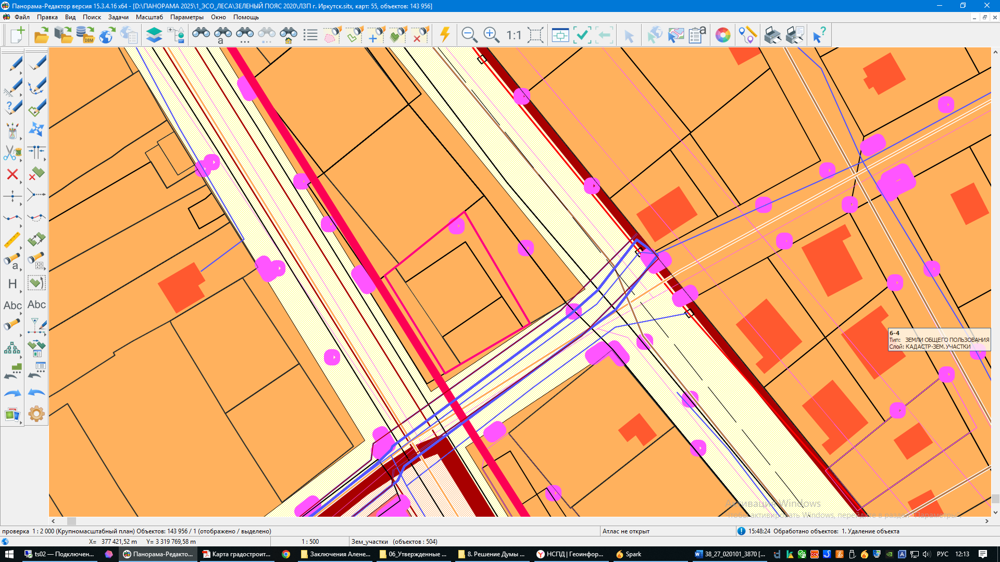 Панорама-Редактор версия 15.3.4.16 x64 - [D:\ПАНОРАМА 2025\1_ЭСО_ЛЕСА\ЗЕЛЕНЫЙ ПОЯС 2020\ЛЗП г. Иркутск.sitx, карт: 55, объектов: 143 956]
Файл Правка Вид Поиск Задачи Масштаб Параметры Окно Помощь
DBM a 1:1 a ?
?
a
H
Abc Abc
6-4
Тип: ЗЕМЛИ ОБЩЕГО ПОЛЬЗОВАНИЯ
Слой: КАДАСТР-ЗЕМ.УЧАСТКИ
Активация Windows
Чтобы активировать Windows, перейдите в раздел "Параметры".
проверка 1 : 2 000 (Крупномасштабный план) Объектов: 143 956 / 1 (отображено / выделено) Атлас не открыт 15:48:24 Обработано объектов: 1. Удаление объекта
X= 377 421,52 m Y= 3 319 769,58 m 1 : 500 Зем_участки (объектов : 504)
ts02 — Подключен... Панорама-Редакто... Карта градостроит... Заключения Алене... 06_Утвержденные ... 8. Решение Думы ... НСПД | Геоинфор... Spark 38_27_020101_3870 [... РУС 12:13